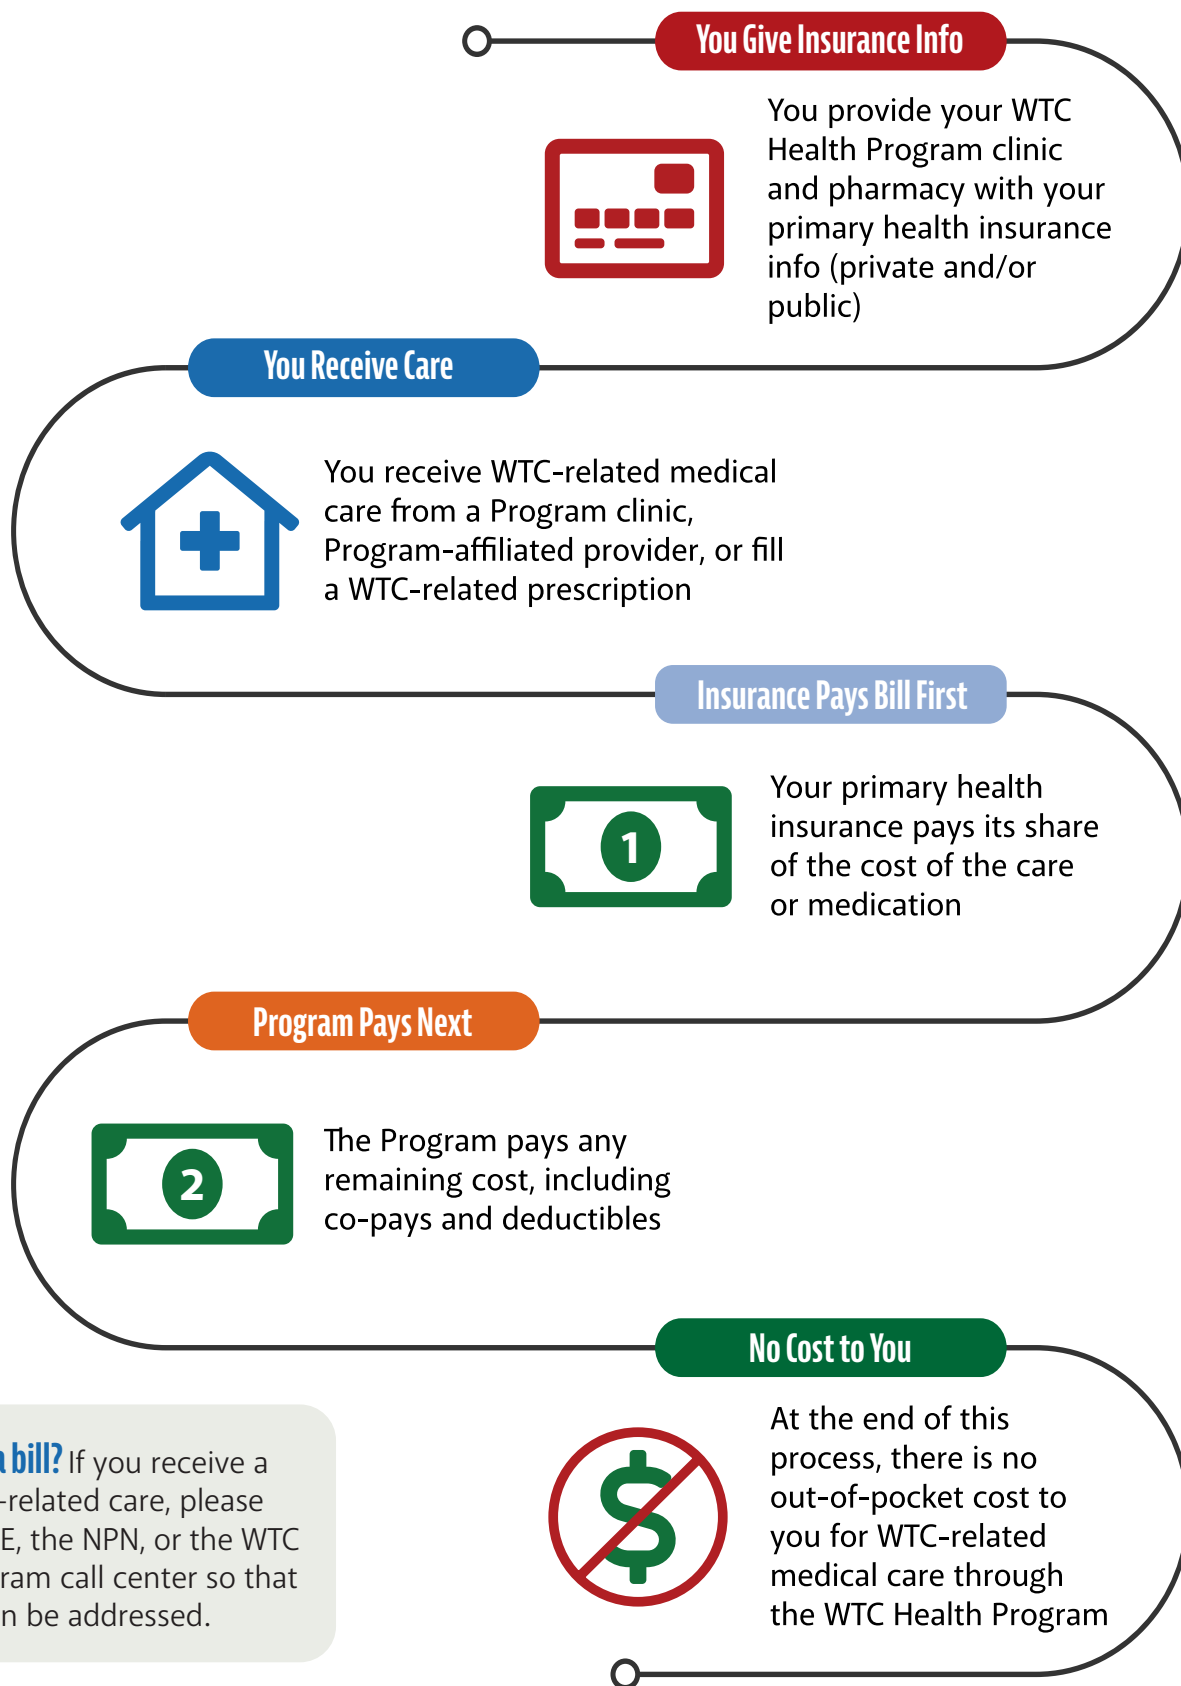 You Give Insurance Info
You provide your WTC
Health Program clinic
and pharmacy with your
primary health insurance
info (private and/or
public)
You Receive Care
You receive WTC-related medical
care from a Program clinic,
Program-affiliated provider, or fill
a WTC-related prescription
Insurance Pays Bill First
1
Your primary health
insurance pays its share
of the cost of the care
or medication
Program Pays Next
2
The Program pays any
remaining cost, including
co-pays and deductibles
No Cost to You
$
At the end of this
process, there is no
out-of-pocket cost to
you for WTC-related
medical care through
the WTC Health Program
a bill? If you receive a
-related care, please
E, the NPN, or the WTC
ram call center so that
n be addressed.